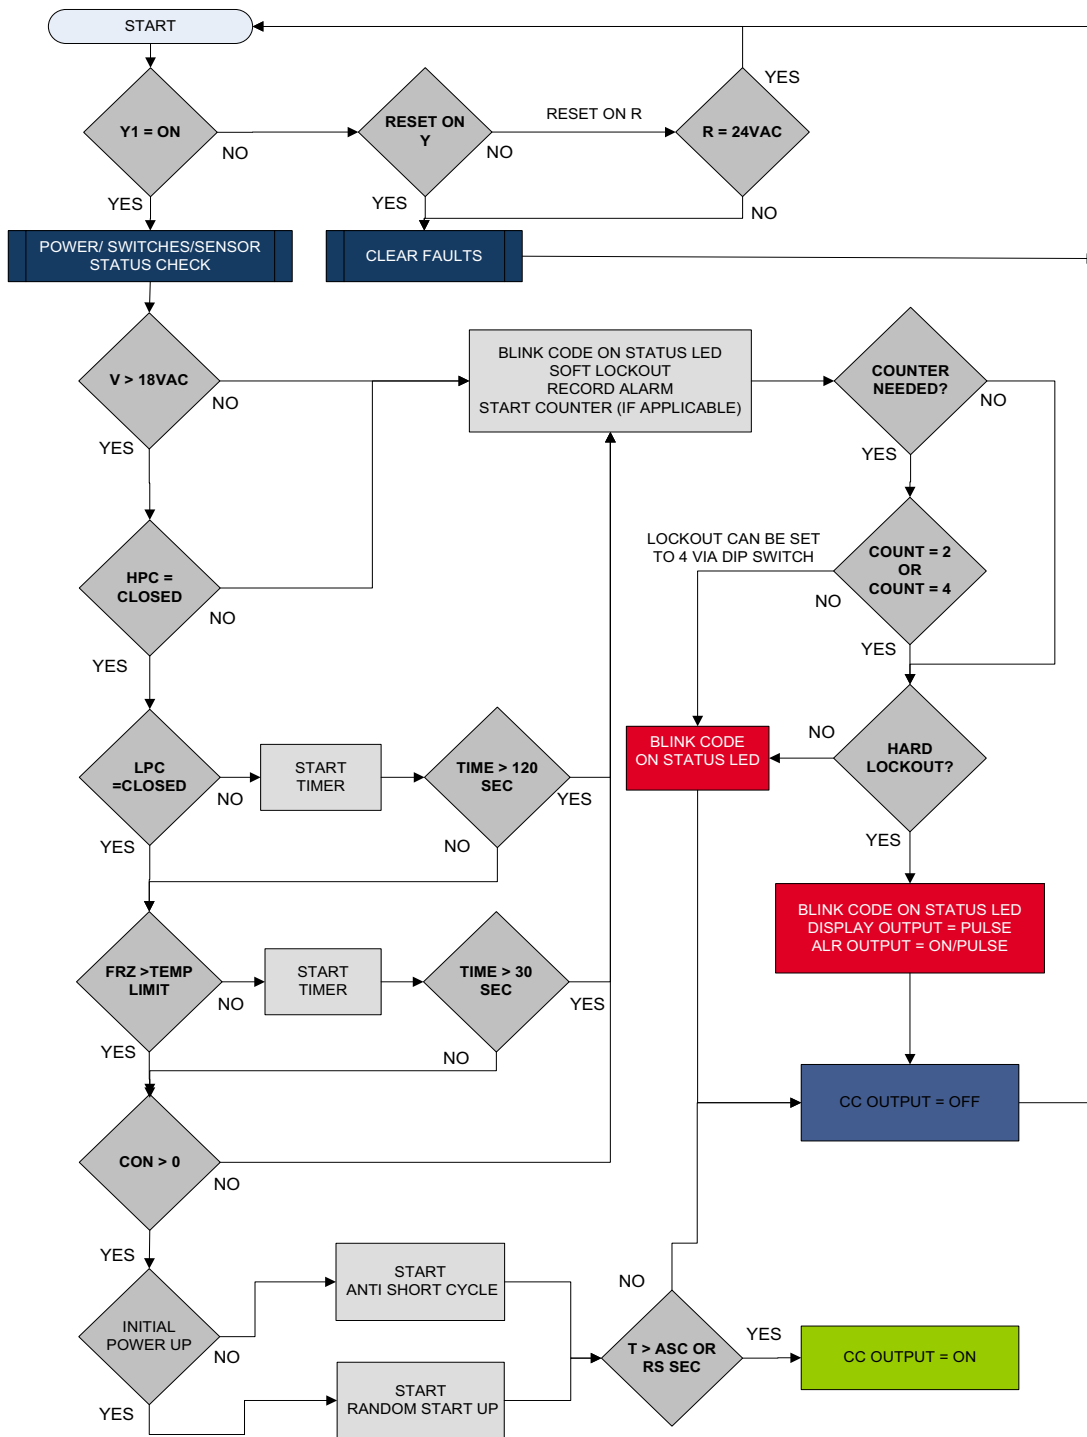 START
Y1 = ON
NO
YES
RESET ON
Y
NO
YES
RESET ON R
R = 24VAC
YES
NO
POWER/ SWITCHES/SENSOR
STATUS CHECK
CLEAR FAULTS
V > 18VAC
NO
YES
BLINK CODE ON STATUS LED
SOFT LOCKOUT
RECORD ALARM
START COUNTER (IF APPLICABLE)
COUNTER
NEEDED?
NO
YES
HPC =
CLOSED
NO
YES
LOCKOUT CAN BE SET
TO 4 VIA DIP SWITCH
COUNT = 2
OR
COUNT = 4
NO
YES
LPC
=CLOSED
NO
YES
START
TIMER
TIME > 120
SEC
YES
NO
BLINK CODE
ON STATUS LED
NO
HARD
LOCKOUT?
YES
FRZ >TEMP
LIMIT
NO
YES
START
TIMER
TIME > 30
SEC
YES
NO
BLINK CODE ON STATUS LED
DISPLAY OUTPUT = PULSE
ALR OUTPUT = ON/PULSE
CC OUTPUT = OFF
CON > 0
NO
YES
INITIAL
POWER UP
NO
YES
START
ANTI SHORT CYCLE
START
RANDOM START UP
NO
T > ASC OR
RS SEC
YES
CC OUTPUT = ON